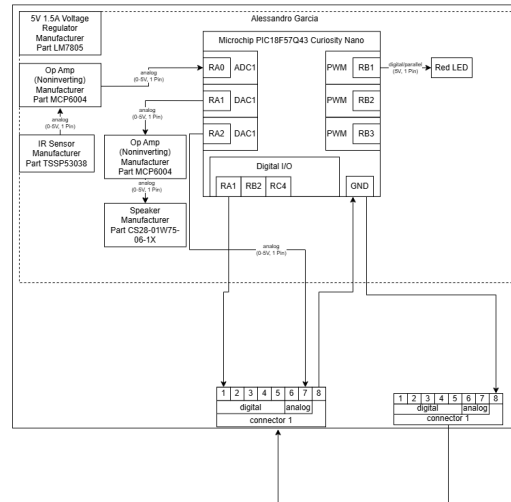 Alessandro Garcia
5V 1.5A Voltage
Regulator
Manufacturer
Part LM7805
Op Amp
(Noninverting)
Manufacturer
Part MCP6004
analog
(0-5V, 1 Pin)
IR Sensor
Manufacturer
Part TSSP53038
analog
(0-5V, 1 Pin)
analog
(0-5V, 1 Pin)
Op Amp
(Noninverting)
Manufacturer
Part MCP6004
analog
(0-5V, 1 Pin)
Speaker
Manufacturer
Part CS28-01W75-
06-1X
Microchip PIC18F57Q43 Curiosity Nano
RA0 ADC1
RA1 DAC1
RA2 DAC1
PWM RB1
PWM RB2
PWM RB3
digital/parallel
(5V, 1 Pin)
Red LED
Digital I/O
RA1 RB2 RC4
GND
analog
(0-5V, 1 Pin)
1 2 3 4 5 6 7 8
digital analog
connector 1
1 2 3 4 5 6 7 8
digital analog
connector 1